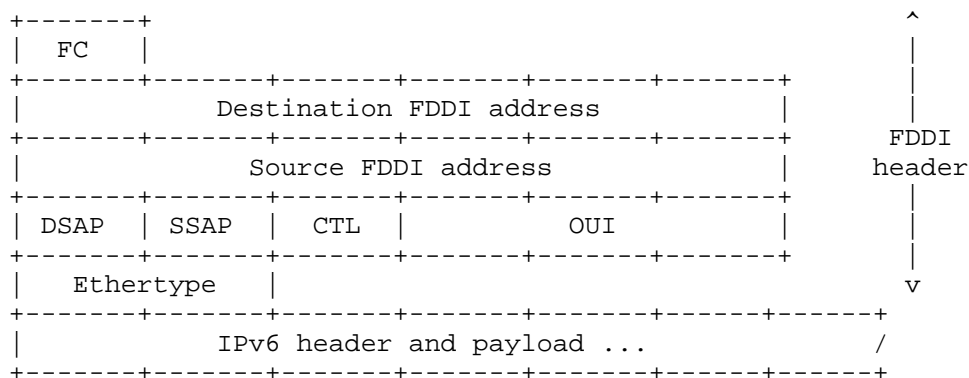 FC
Destination FDDI address
FDDI
Source FDDI address header
DSAP SSAP CTL OUI
Ethertype
v
IPv6 header and payload ... /